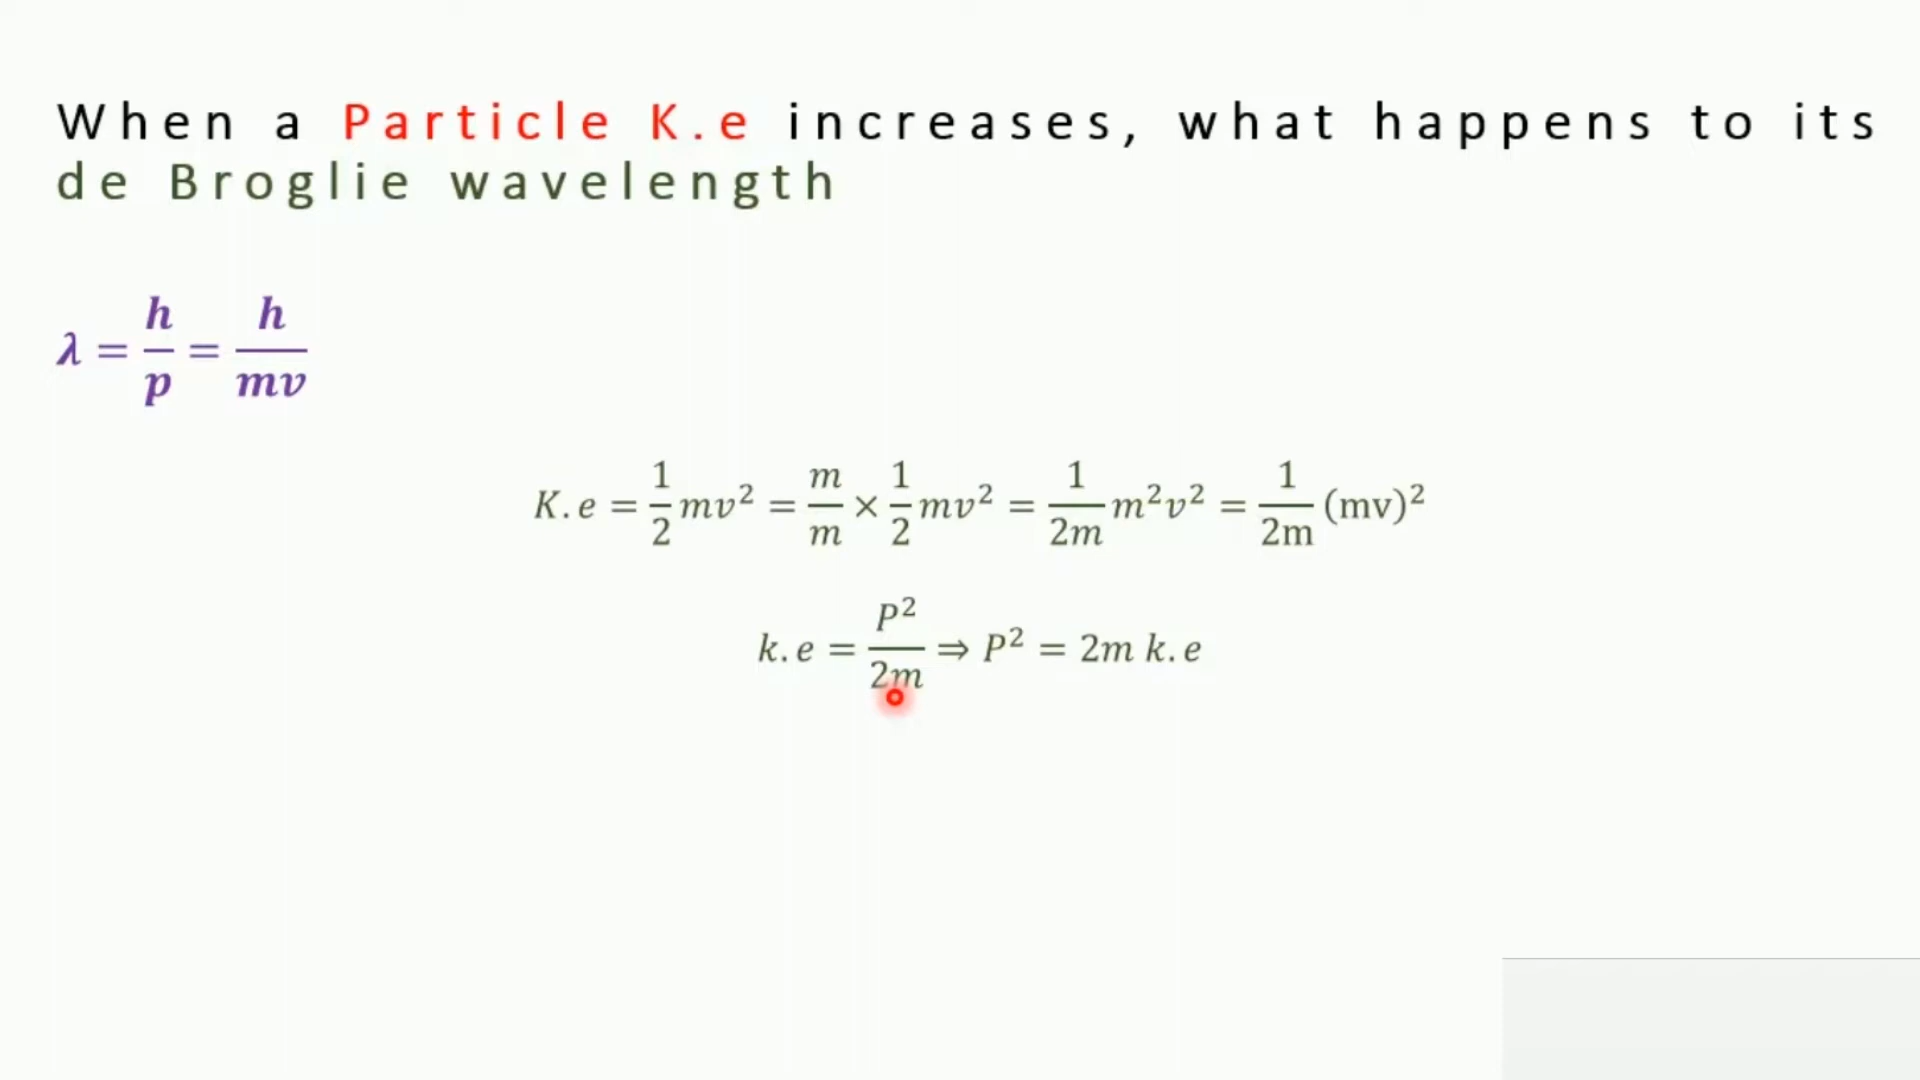 When a Particle K.e increases, what happens to its
de Broglie wavelength
λ = h/p = h/mv
K.e = 1/2 mv² = m/m × 1/2 mv² = 1/2m m²v² = 1/2m (mv)²
k.e = P²/2m ⇒ P² = 2m k.e